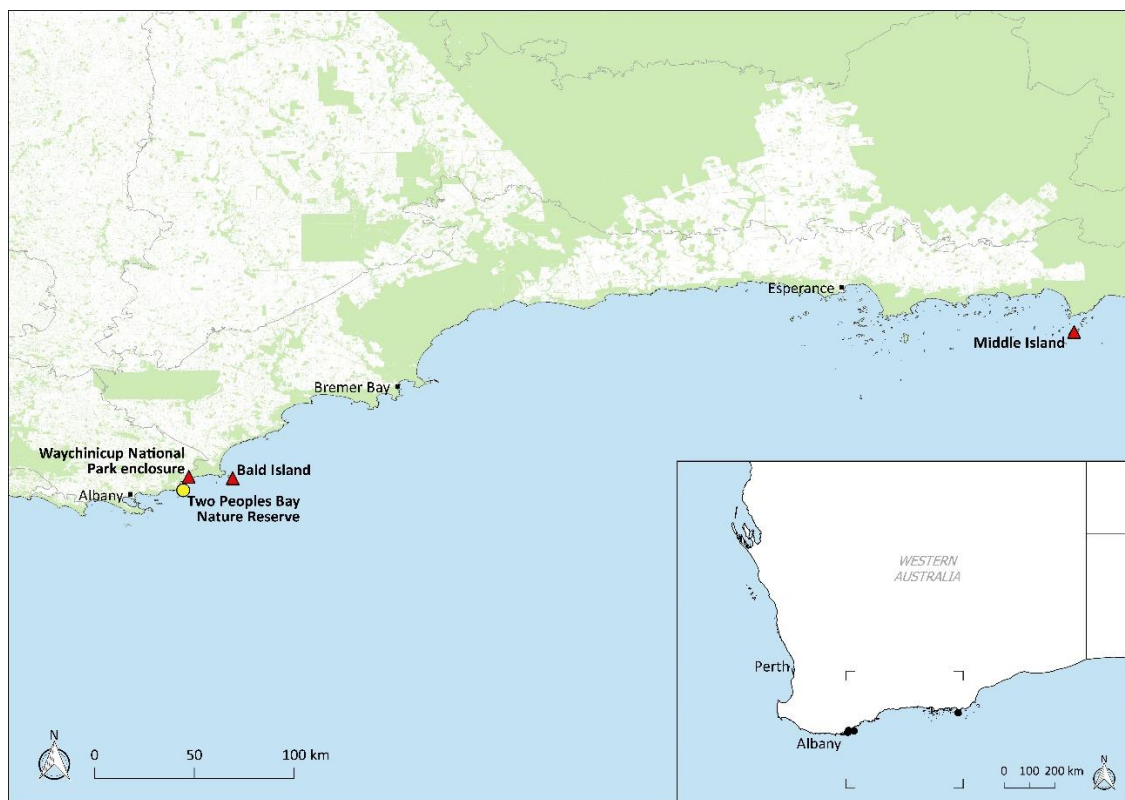 Esperance
Middle Island
Bremer Bay
Waychinicup National
Park enclosure
Bald Island
Albany
Two Peoples Bay
Nature Reserve
N
0 50 100 km
WESTERN
AUSTRALIA
Perth
Albany
0 100 200 km
N